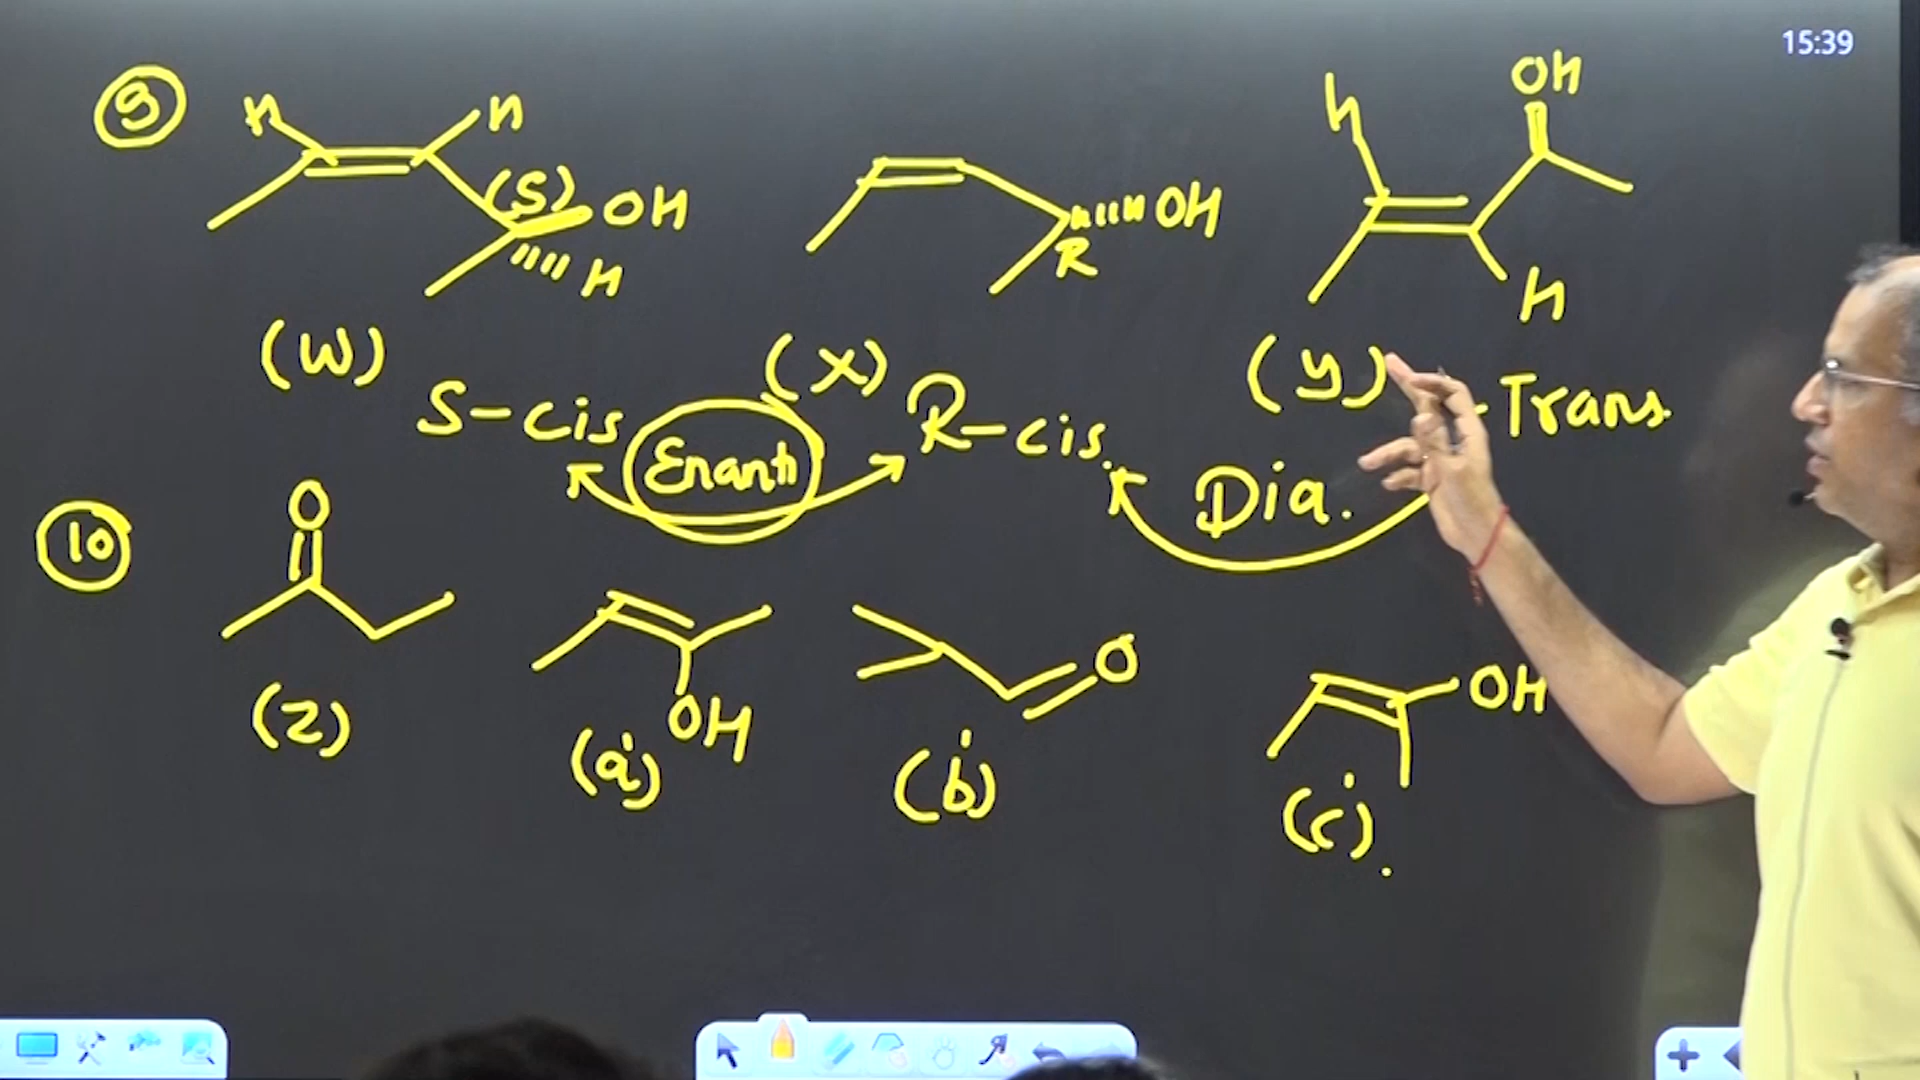 15:39
9
H H (S) OH H
OH R
H OH H
(W) (X) (Y)
S-cis Enanti R-cis. Dia. -Trans
10
O
OH
O
OH
(Z) (a') (b') (c').